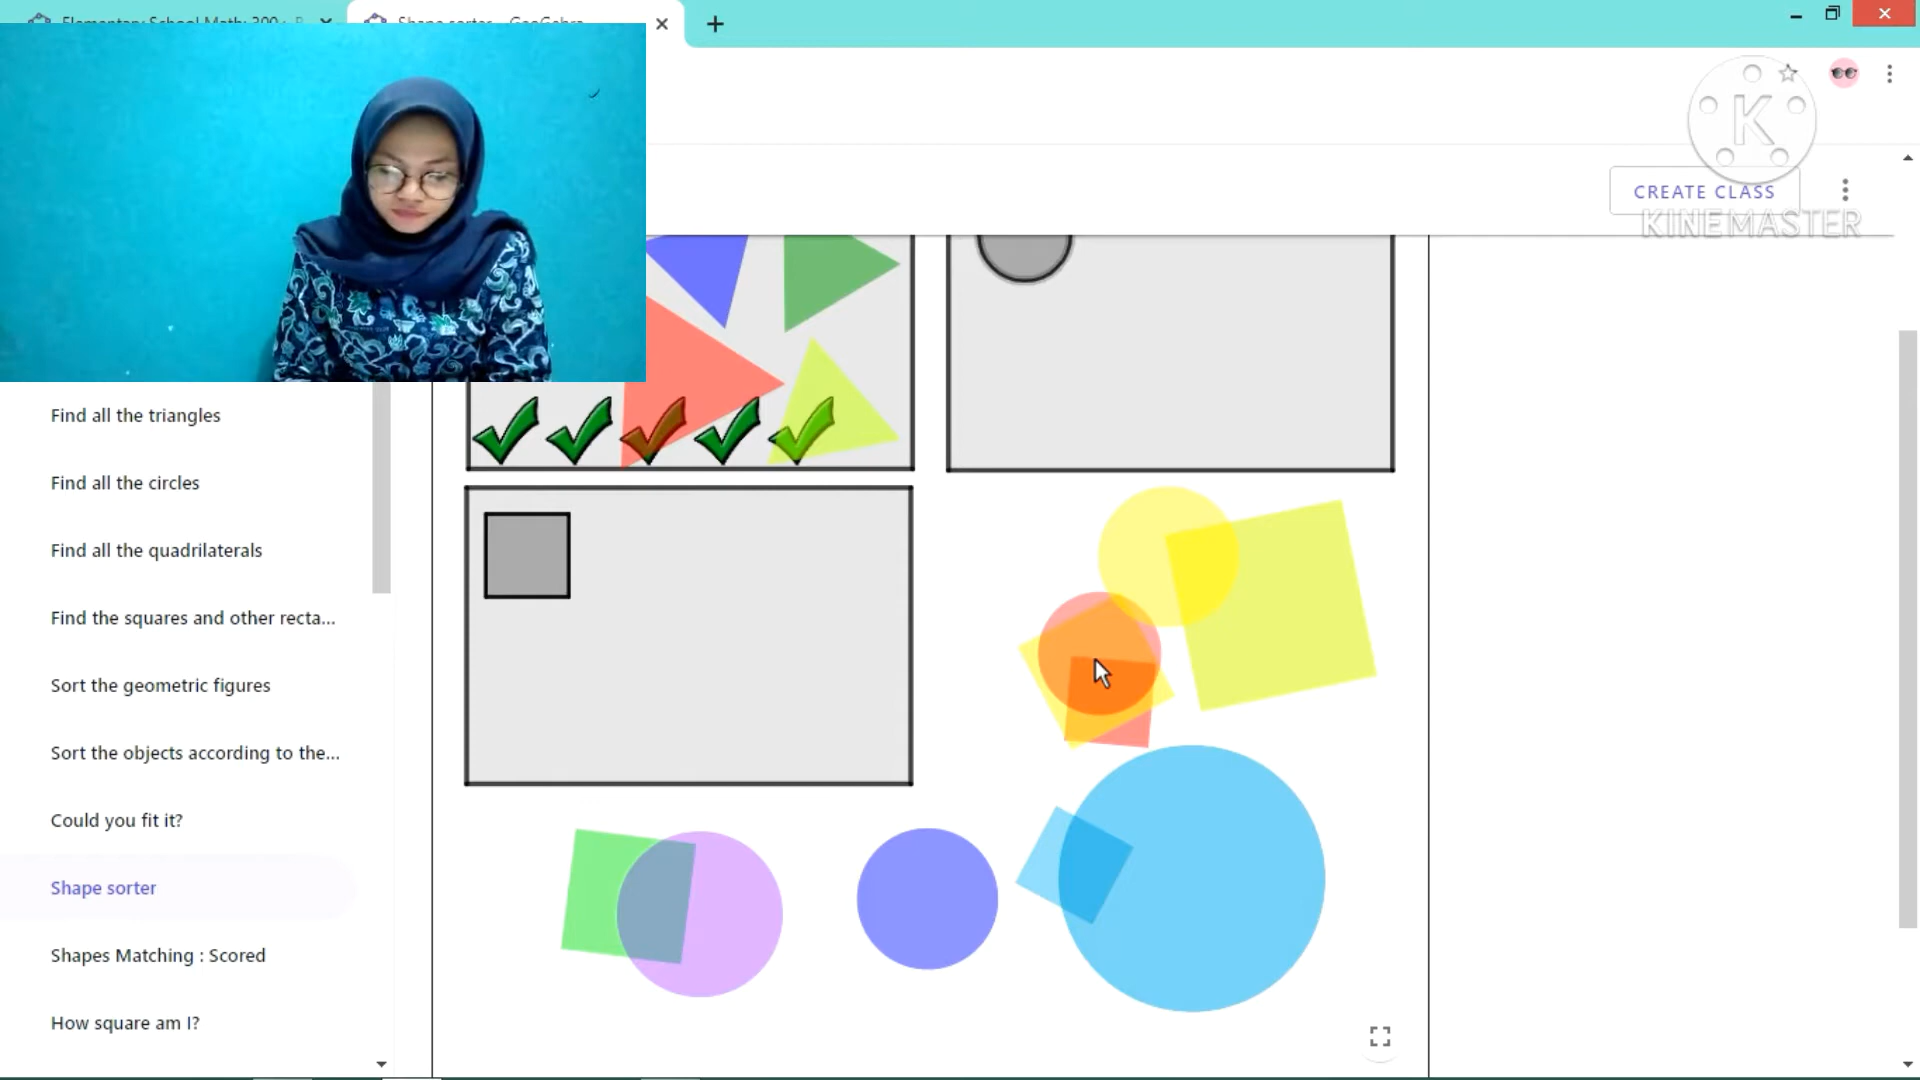 K
CREATE CLASS
KINEMASTER
Find all the triangles
Find all the circles
Find all the quadrilaterals
Find the squares and other recta...
Sort the geometric figures
Sort the objects according to the...
Could you fit it?
Shape sorter
Shapes Matching : Scored
How square am I?